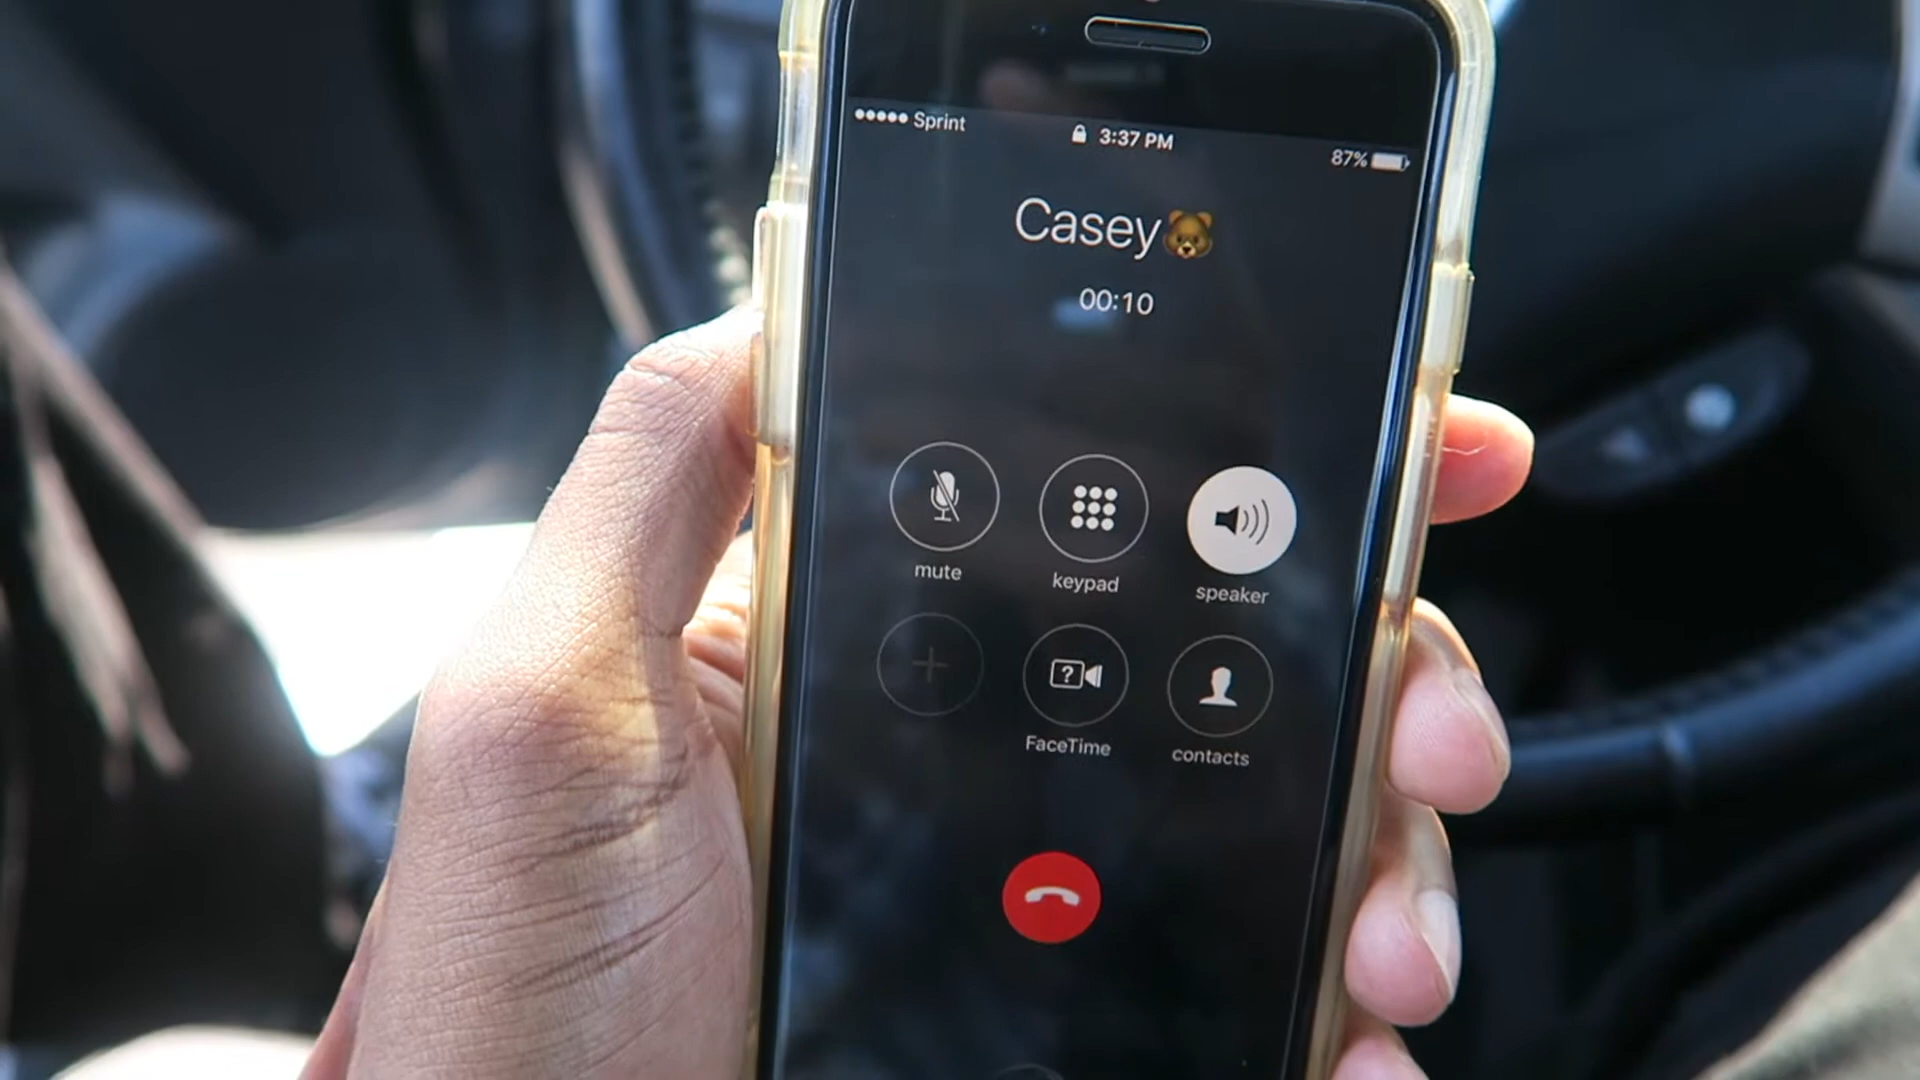 Sprint 3:37 PM 87%
Casey🐻
00:10
mute keypad speaker
FaceTime contacts